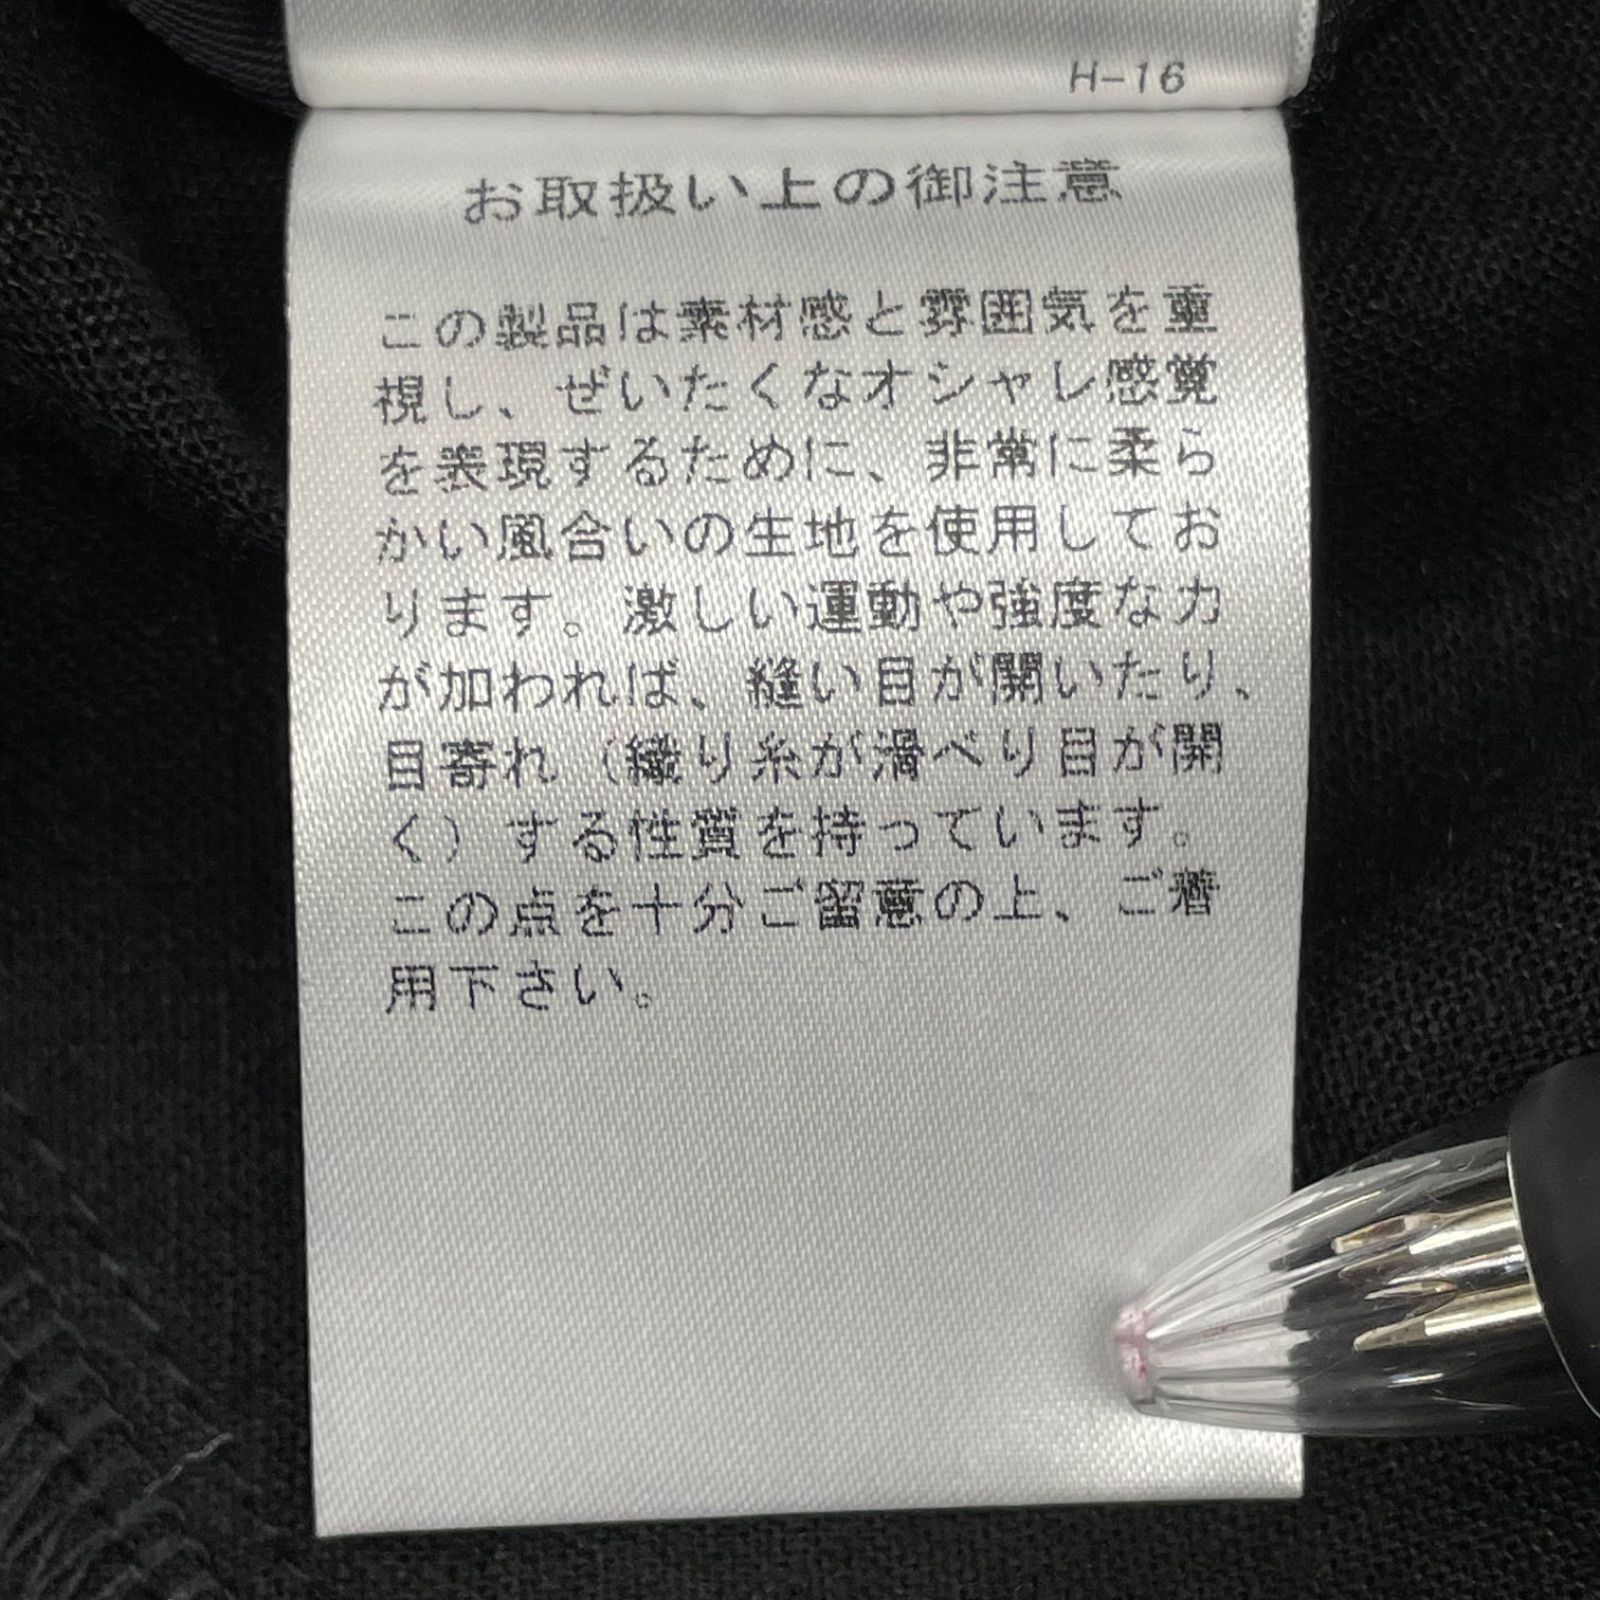 H-16
お取扱い上の御注意
この製品は素材感と雰囲気を重
視し、ぜいたくなオシャレ感覚
を表現するために、非常に柔ら
かい風合いの生地を使用してお
ります。激しい運動や強度な力
が加われば、縫い目が開いたり、
目寄れ（織り糸が滑べり目が開
く）する性質を持っています。
この点を十分ご留意の上、ご着
用下さい。